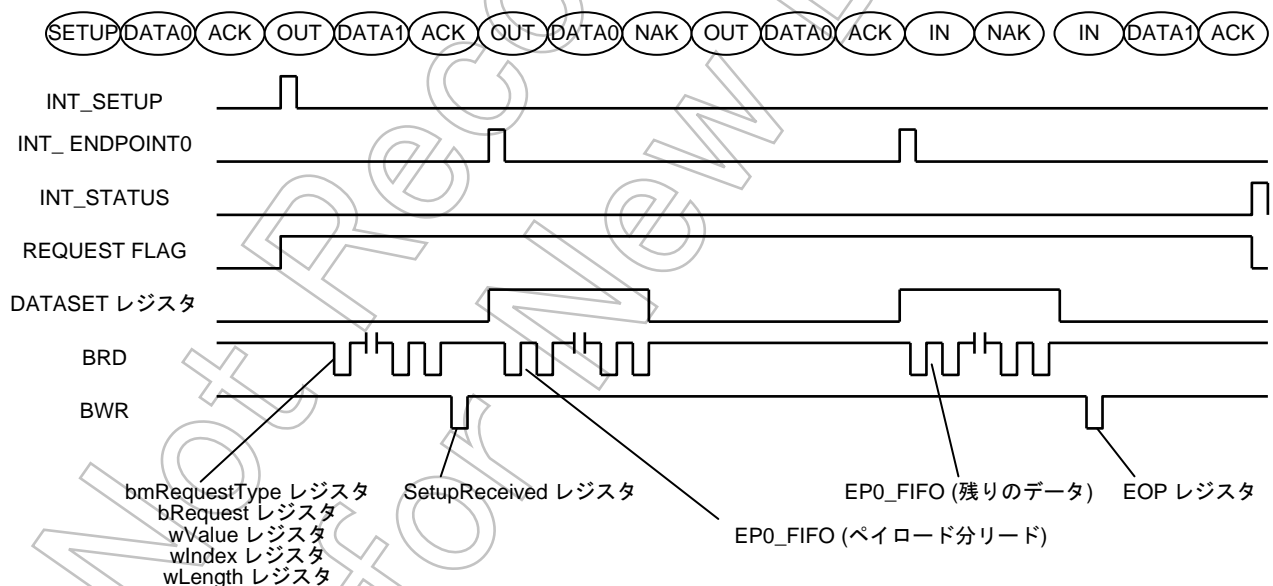 SETUP DATA0 ACK OUT DATA1 ACK OUT DATA0 NAK OUT DATA0 ACK IN NAK IN DATA1 ACK
INT_SETUP
INT_ ENDPOINT0
INT_STATUS
REQUEST FLAG
DATASET レジスタ
BRD
BWR
bmRequestType レジスタ
bRequest レジスタ
wValue レジスタ
wIndex レジスタ
wLength レジスタ
SetupReceived レジスタ
EP0_FIFO (ペイロード分リード)
EP0_FIFO (残りのデータ)
EOP レジスタ
Not Reco
for New D